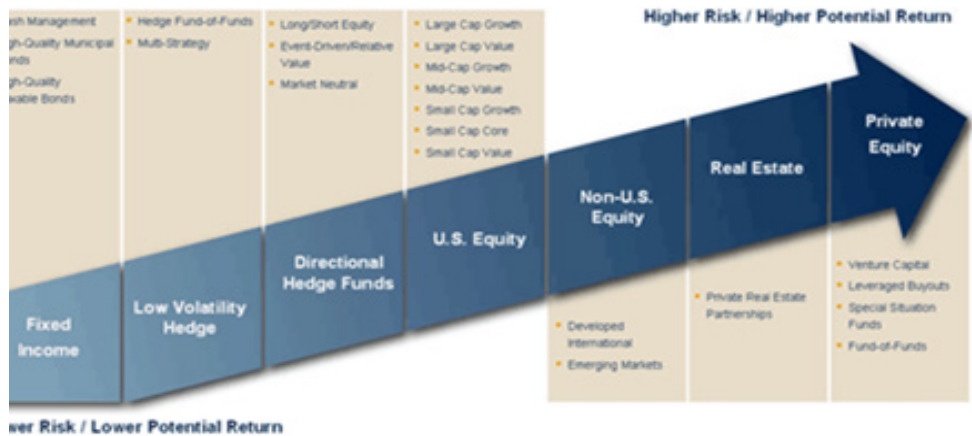 Higher Risk / Higher Potential Return
sh Management
gh-Quality Municipal
nds
gh-Quality
xable Bonds
Hedge Fund-of-Funds
Multi-Strategy
Long/Short Equity
Event-Driven/Relative
Value
Market Neutral
Large Cap Growth
Large Cap Value
Mid-Cap Growth
Mid-Cap Value
Small Cap Growth
Small Cap Core
Small Cap Value
Fixed
Income
Low Volatility
Hedge
Directional
Hedge Funds
U.S. Equity
Non-U.S.
Equity
Real Estate
Private
Equity
Developed
International
Emerging Markets
Private Real Estate
Partnerships
Venture Capital
Leveraged Buyouts
Special Situation
Funds
Fund-of-Funds
wer Risk / Lower Potential Return